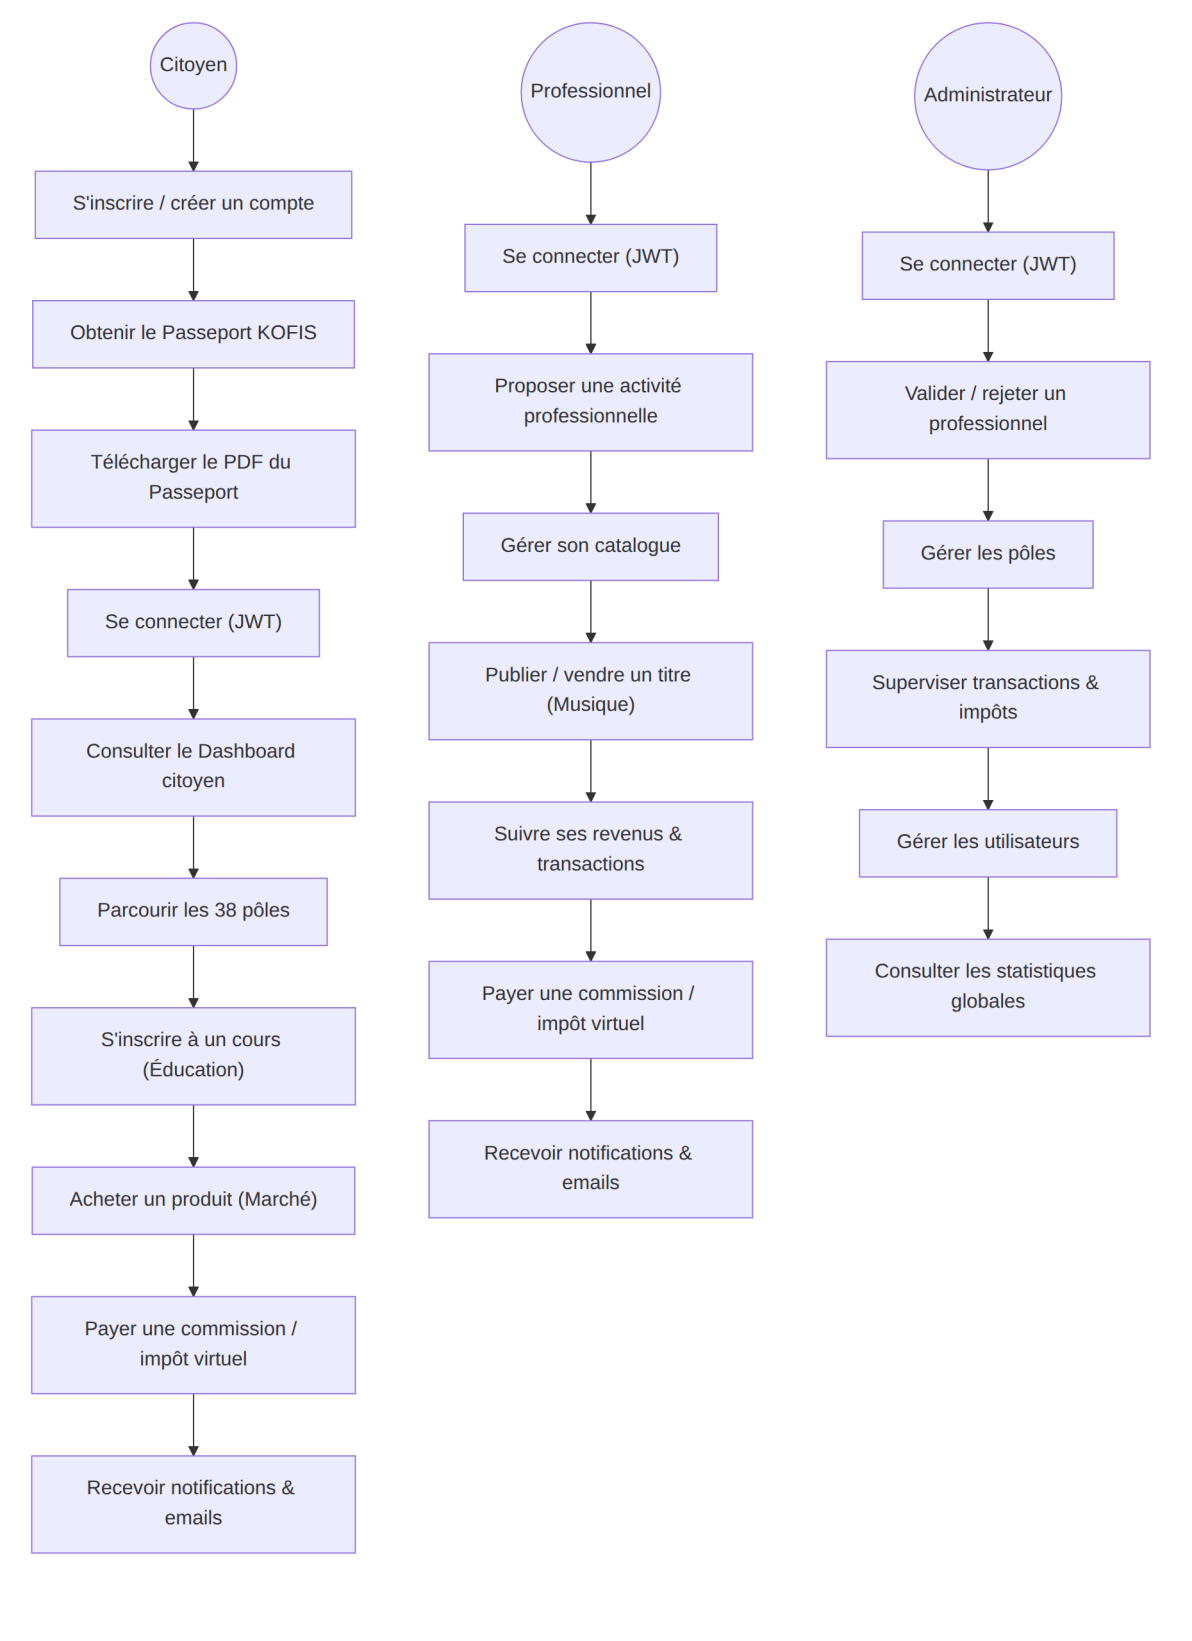 Citoyen
S'inscrire / créer un compte
Obtenir le Passeport KOFIS
Télécharger le PDF du
Passeport
Se connecter (JWT)
Consulter le Dashboard
citoyen
Parcourir les 38 pôles
S'inscrire à un cours
(Éducation)
Acheter un produit (Marché)
Payer une commission /
impôt virtuel
Recevoir notifications &
emails
Professionnel
Se connecter (JWT)
Proposer une activité
professionnelle
Gérer son catalogue
Publier / vendre un titre
(Musique)
Suivre ses revenus &
transactions
Payer une commission /
impôt virtuel
Recevoir notifications &
emails
Administrateur
Se connecter (JWT)
Valider / rejeter un
professionnel
Gérer les pôles
Superviser transactions &
impôts
Gérer les utilisateurs
Consulter les statistiques
globales